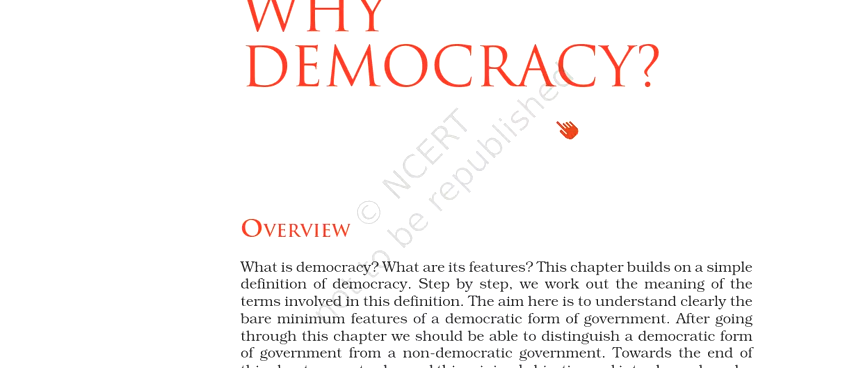 WHY
DEMOCRACY?
© NCERT
not to be republished
OVERVIEW
What is democracy? What are its features? This chapter builds on a simple
definition of democracy. Step by step, we work out the meaning of the
terms involved in this definition. The aim here is to understand clearly the
bare minimum features of a democratic form of government. After going
through this chapter we should be able to distinguish a democratic form
of government from a non-democratic government. Towards the end of